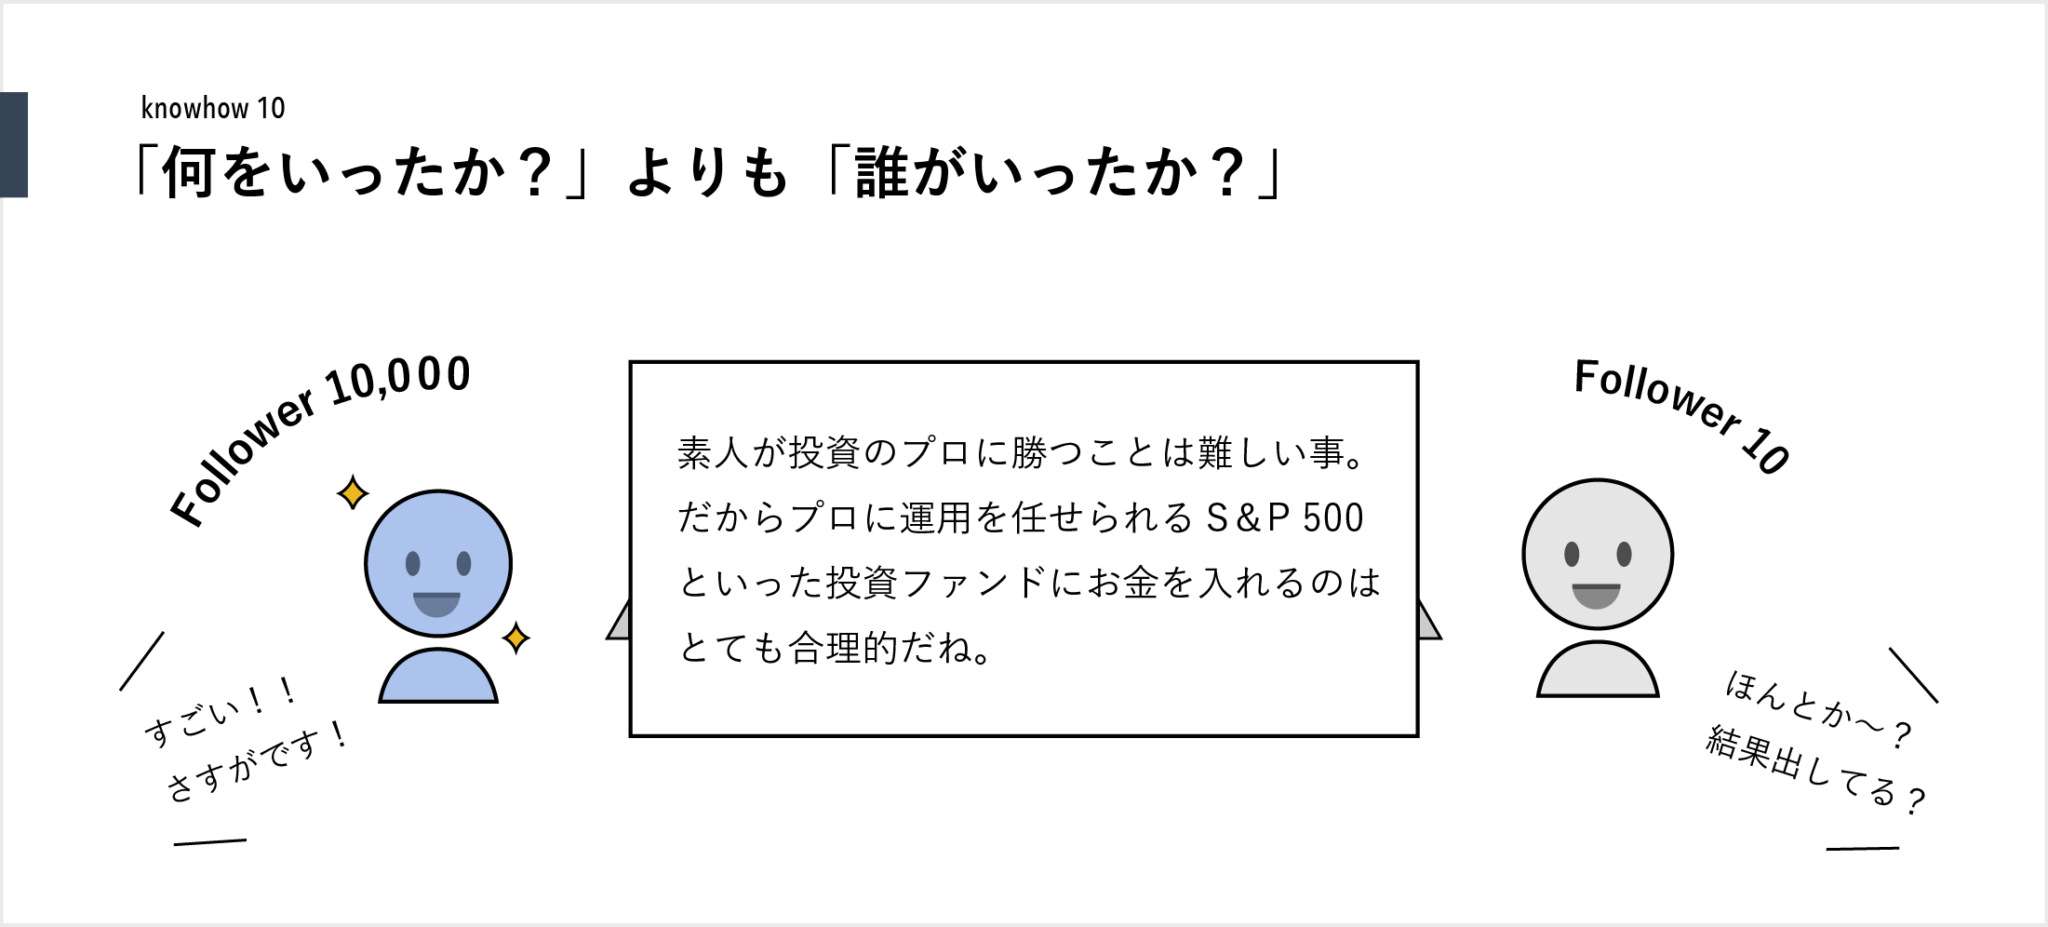 knowhow 10
「何をいったか？」よりも「誰がいったか？」
Follower 10,000
すごい！！
さすがです！
素人が投資のプロに勝つことは難しい事。
だからプロに運用を任せられる S＆P 500
といった投資ファンドにお金を入れるのは
とても合理的だね。
Follower 10
ほんとか〜？
結果出してる？